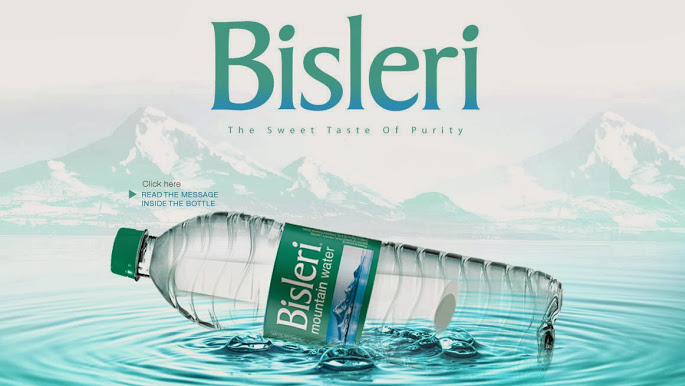 Bisleri
The Sweet Taste Of Purity
Click here
READ THE MESSAGE
INSIDE THE BOTTLE
Bisleri
mountain water